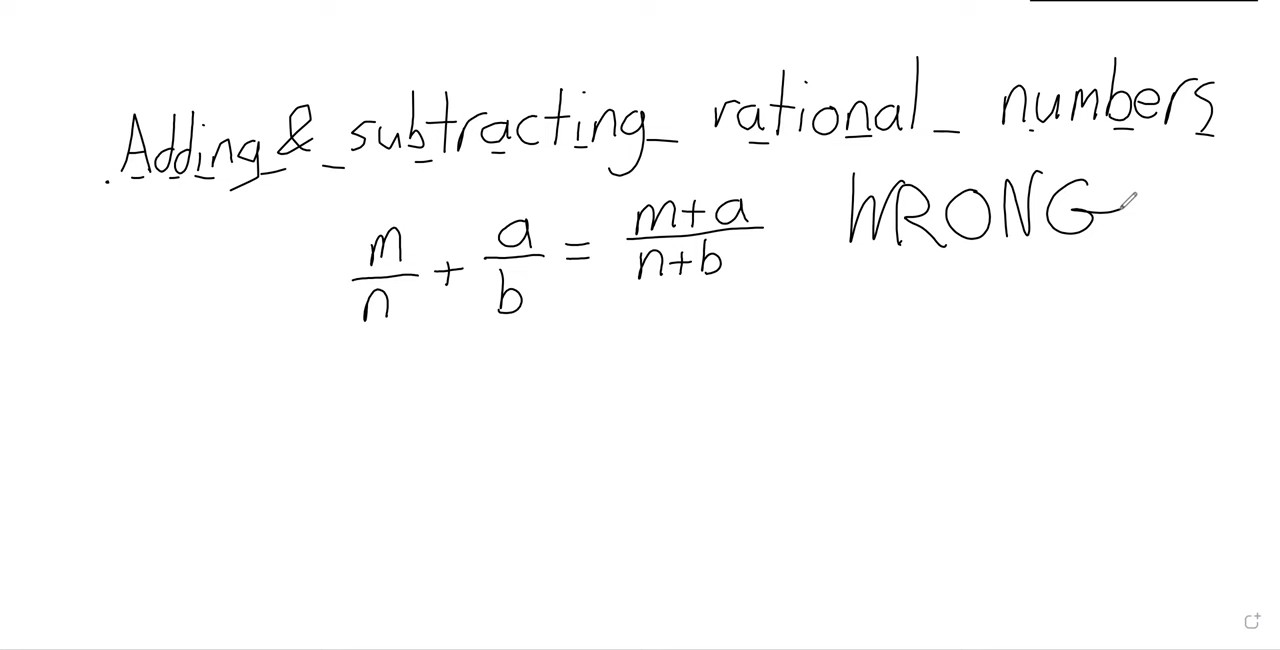 Adding & subtracting rational numbers
m/n + a/b = m+a/n+b WRONG